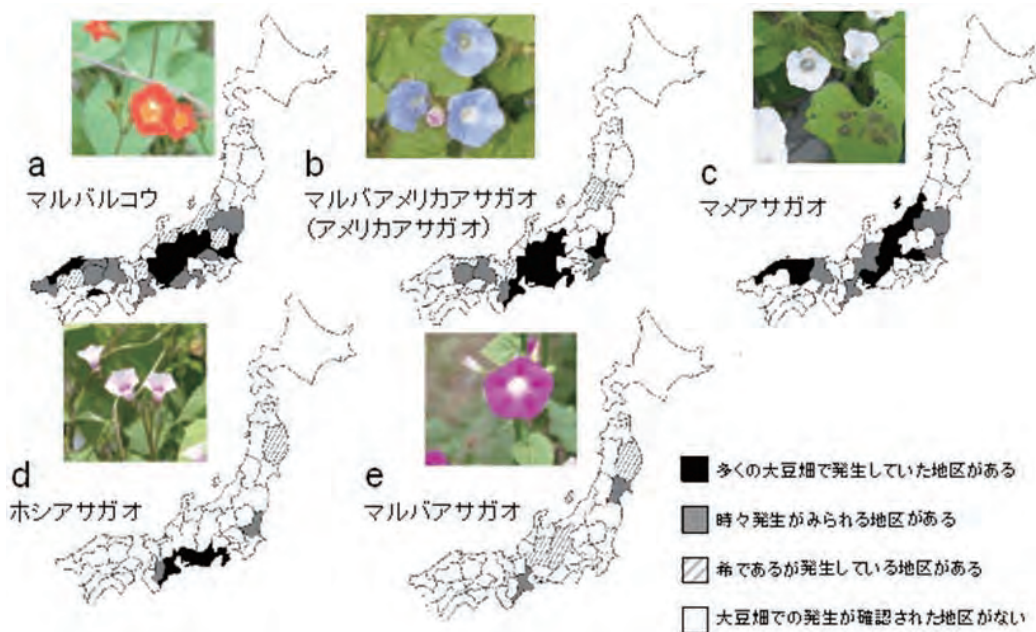 a
マルバルコウ
b
マルバアメリカアサガオ
(アメリカアサガオ)
c
マメアサガオ
d
ホシアサガオ
e
マルバアサガオ
多くの大豆畑で発生していた地区がある
時々発生がみられる地区がある
希であるが発生している地区がある
大豆畑での発生が確認された地区がない